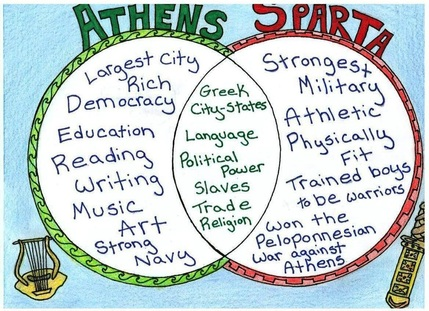 ATHENS
SPARTA
Largest City
Rich
Democracy
Education
Reading
Writing
Music
Art
Strong
Navy
Greek
City-States
Language
Political
Power
Slaves
Trade
Religion
Strongest
Military
Athletic
Physically
Fit
Trained boys
to be warriors
Won the
Peloponnesian
War against
Athens